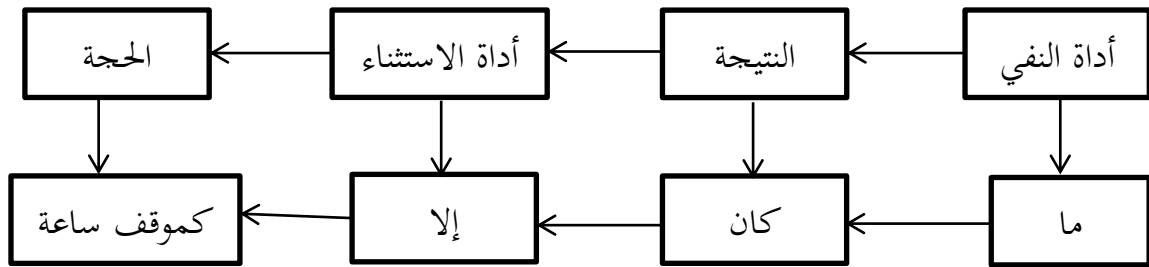 أداة النفي
النتيجة
أداة الاستثناء
الحجة
ما
كان
إلا
كموقف ساعة